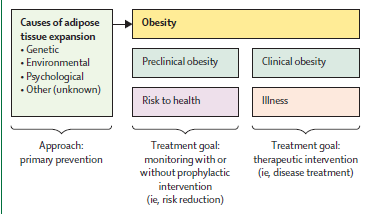 Causes of adipose
tissue expansion
• Genetic
• Environmental
• Psychological
• Other (unknown)
Obesity
Preclinical obesity
Clinical obesity
Risk to health
Illness
Approach:
primary prevention
Treatment goal:
monitoring with or
without prophylactic
intervention
(ie, risk reduction)
Treatment goal:
therapeutic intervention
(ie, disease treatment)